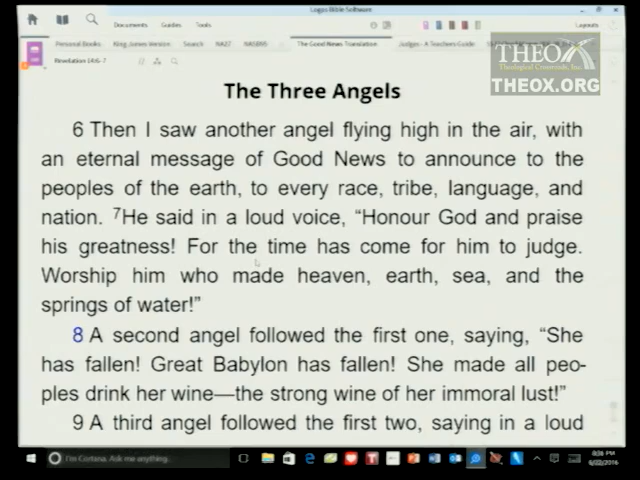 Logos Bible Software
Documents Guides Tools
Layouts
Personal Books King James Version Search NA27 The Good News Translation Judges - A Teachers Guide
Revelation 14:6-7
THEOX
Theological Crossroads, Inc.
THEOX.ORG
The Three Angels
6 Then I saw another angel flying high in the air, with
an eternal message of Good News to announce to the
peoples of the earth, to every race, tribe, language, and
nation. 7He said in a loud voice, “Honour God and praise
his greatness! For the time has come for him to judge.
Worship him who made heaven, earth, sea, and the
springs of water!”
8 A second angel followed the first one, saying, “She
has fallen! Great Babylon has fallen! She made all peo-
ples drink her wine—the strong wine of her immoral lust!”
9 A third angel followed the first two, saying in a loud
I'm Cortana. Ask me anything.
8:36 PM
6/22/2016